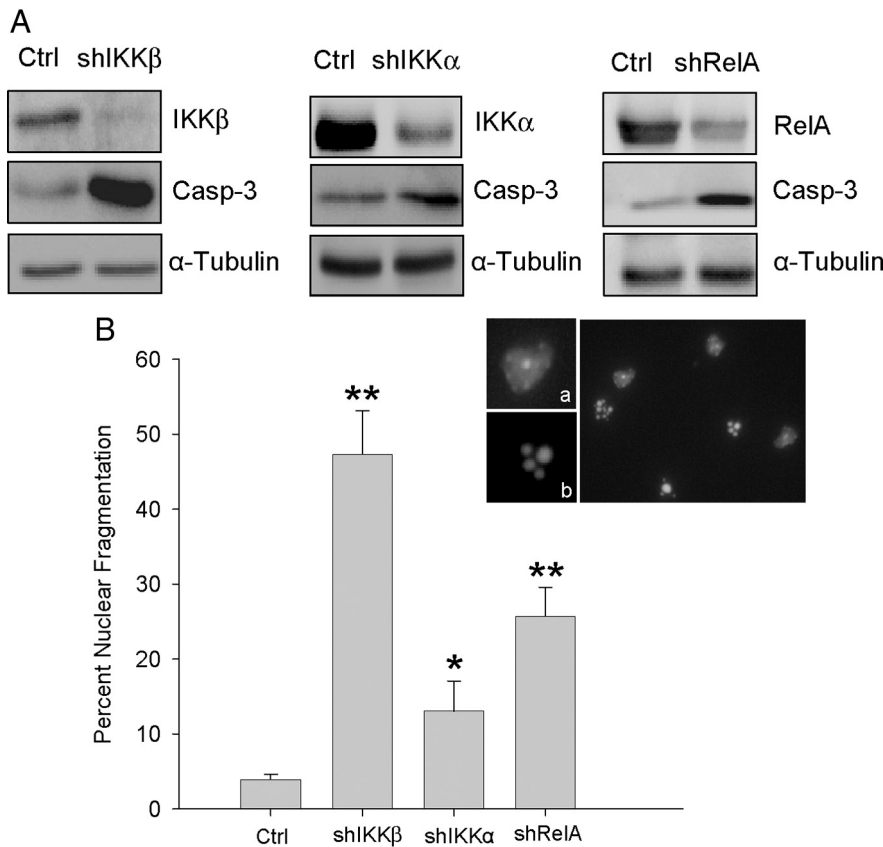 A
Ctrl shIKKβ
IKKβ
Casp-3
α-Tubulin
Ctrl shIKKα
IKKα
Casp-3
α-Tubulin
Ctrl shRelA
RelA
Casp-3
α-Tubulin
B
a
b
Percent Nuclear Fragmentation
60
50
40
30
20
10
0
**
*
**
Ctrl
shIKKβ
shIKKα
shRelA